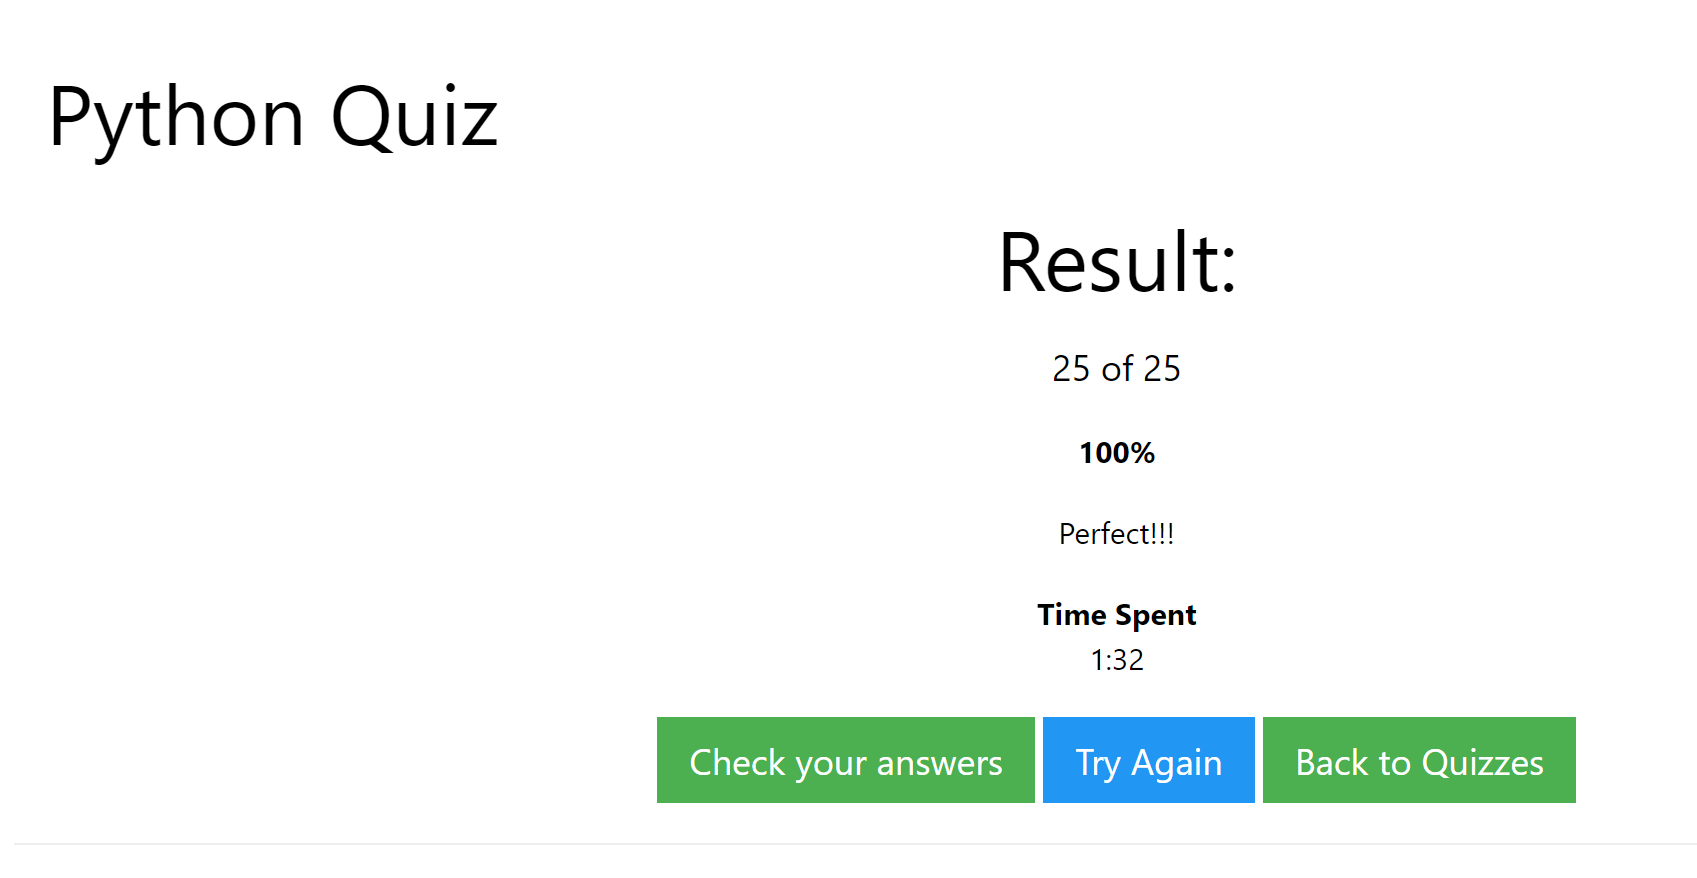 Python Quiz
Result:
25 of 25
100%
Perfect!!!
Time Spent
1:32
Check your answers
Try Again
Back to Quizzes